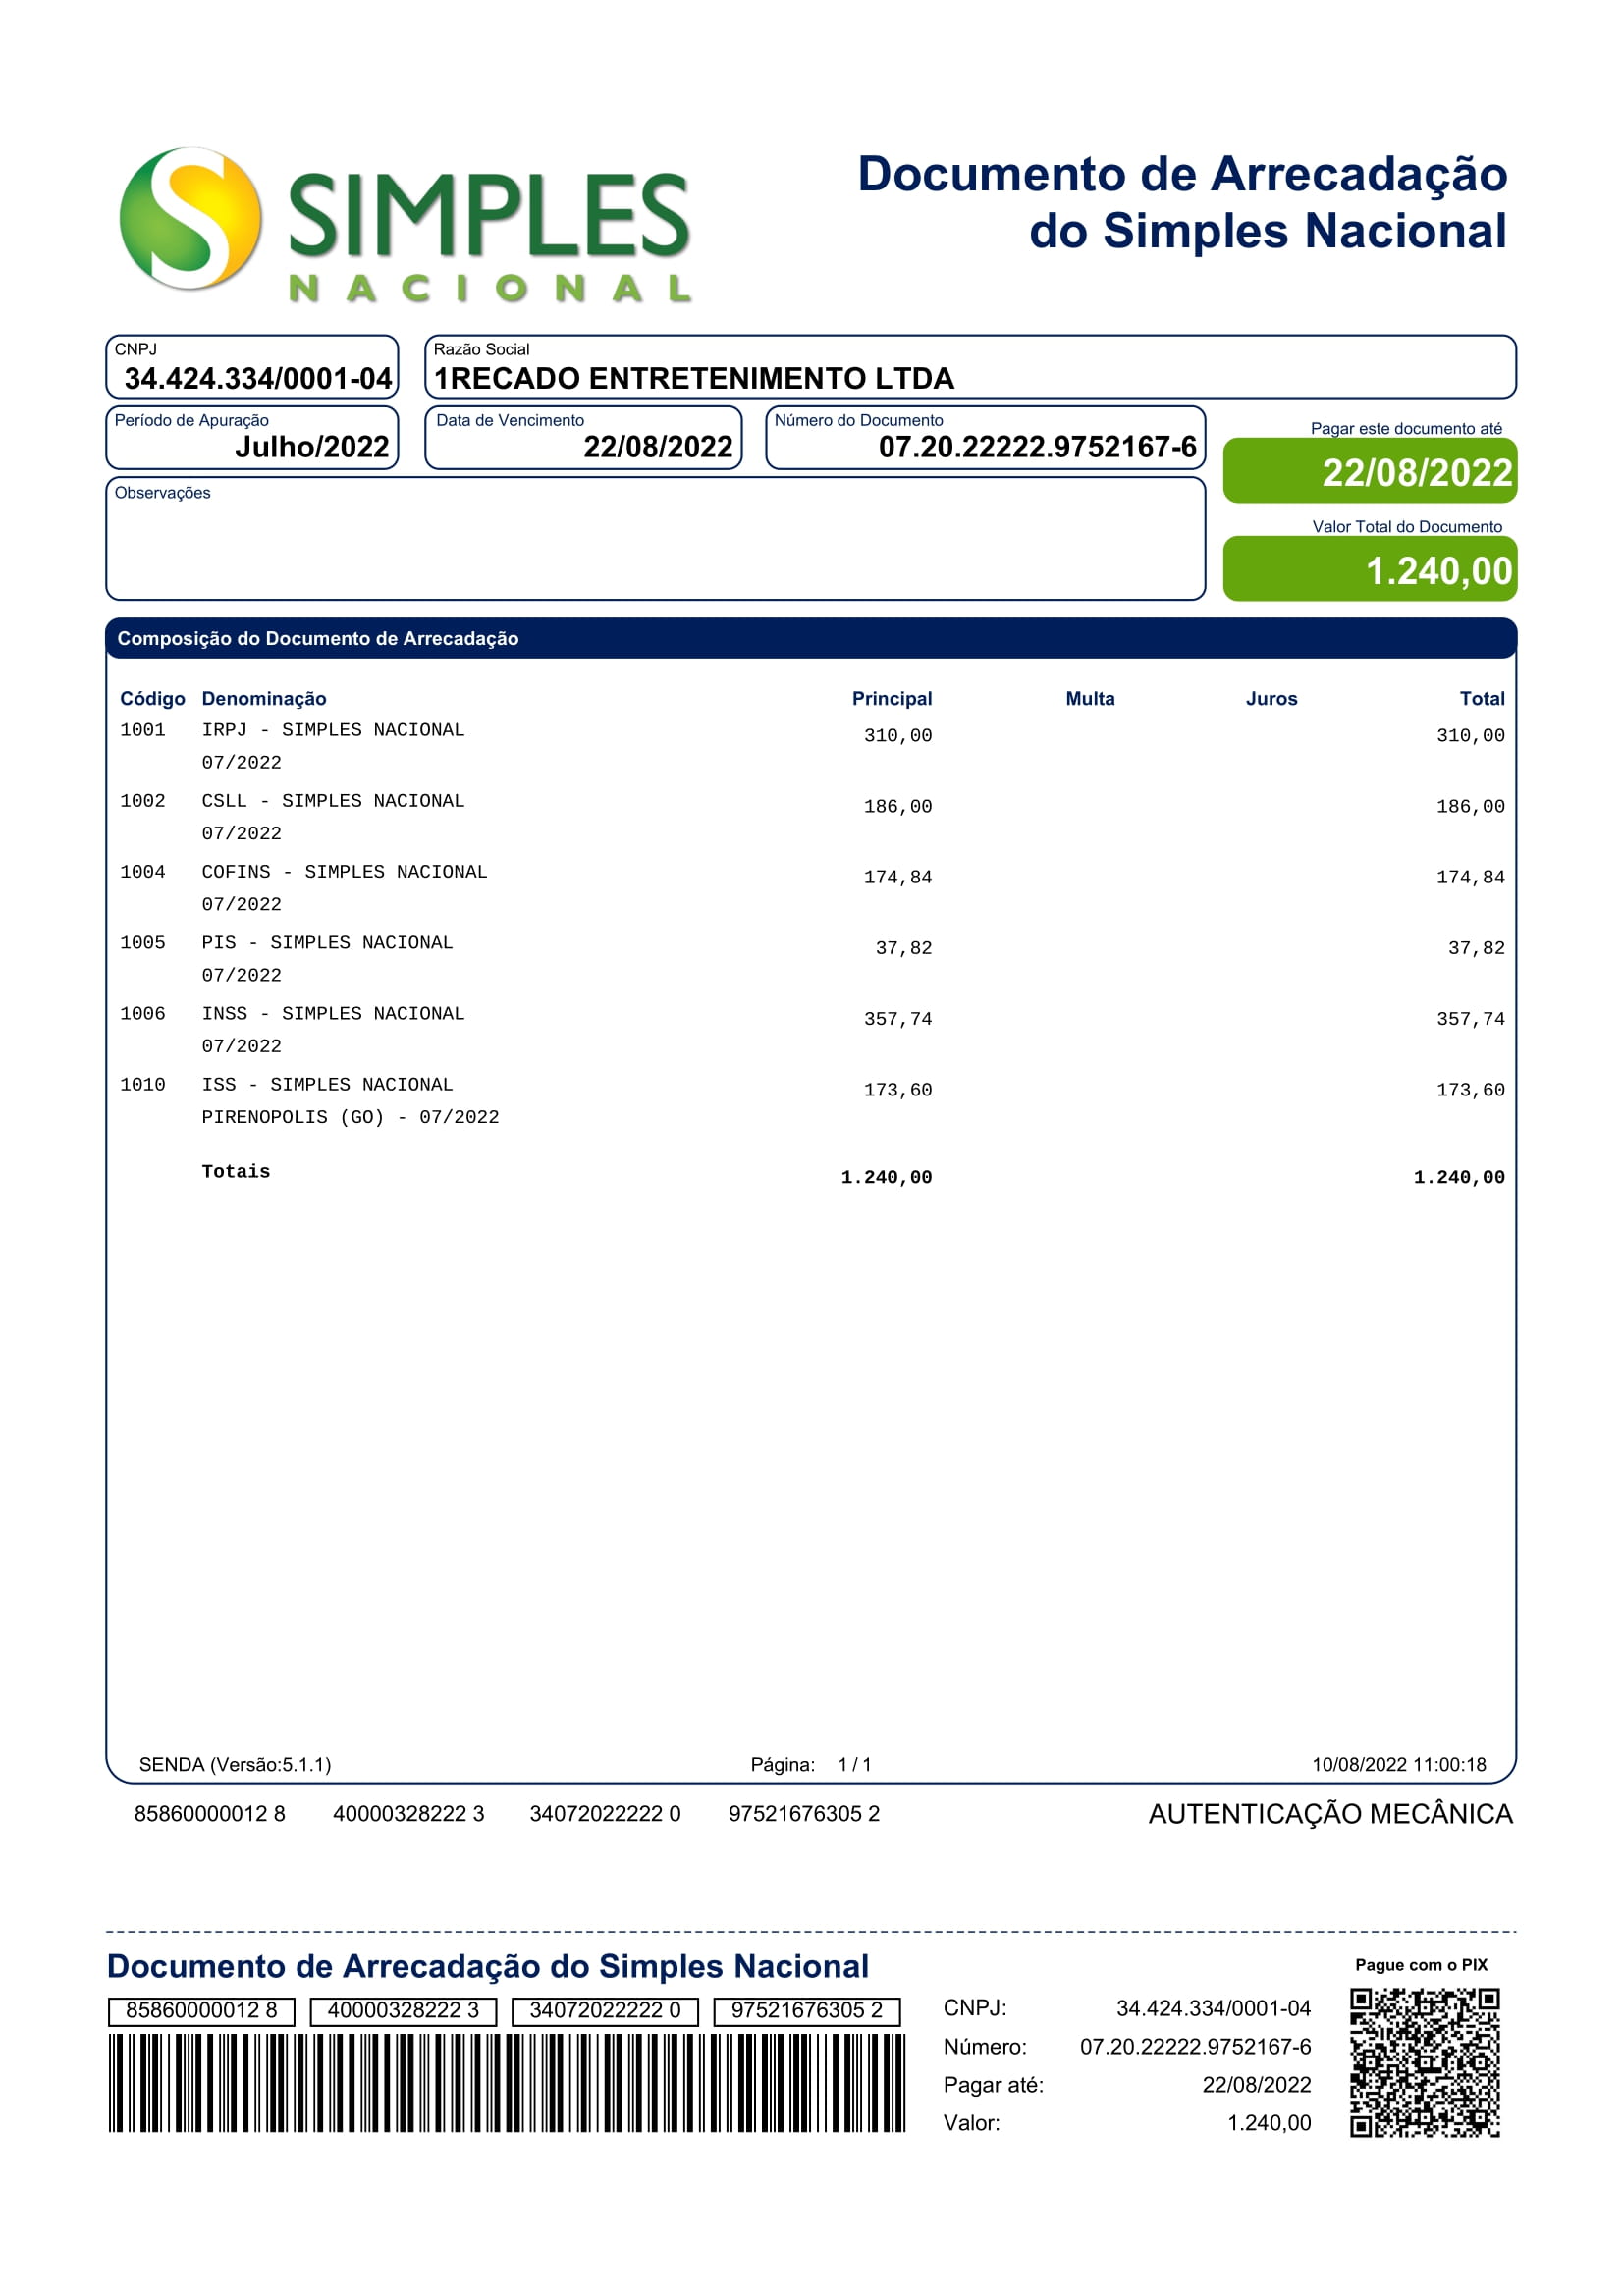 SIMPLES
NACIONAL
Documento de Arrecadação
do Simples Nacional
CNPJ
34.424.334/0001-04
Razão Social
1RECADO ENTRETENIMENTO LTDA
Período de Apuração
Julho/2022
Data de Vencimento
22/08/2022
Número do Documento
07.20.22222.9752167-6
Pagar este documento até
22/08/2022
Observações
Valor Total do Documento
1.240,00
Composição do Documento de Arrecadação
Código Denominação Principal Multa Juros Total
1001 IRPJ - SIMPLES NACIONAL 310,00 310,00
07/2022
1002 CSLL - SIMPLES NACIONAL 186,00 186,00
07/2022
1004 COFINS - SIMPLES NACIONAL 174,84 174,84
07/2022
1005 PIS - SIMPLES NACIONAL 37,82 37,82
07/2022
1006 INSS - SIMPLES NACIONAL 357,74 357,74
07/2022
1010 ISS - SIMPLES NACIONAL 173,60 173,60
PIRENOPOLIS (GO) - 07/2022
Totais 1.240,00 1.240,00
SENDA (Versão:5.1.1) Página: 1 / 1 10/08/2022 11:00:18
85860000012 8 40000328222 3 34072022222 0 97521676305 2 AUTENTICAÇÃO MECÂNICA
Documento de Arrecadação do Simples Nacional
85860000012 8 40000328222 3 34072022222 0 97521676305 2
CNPJ: 34.424.334/0001-04
Número: 07.20.22222.9752167-6
Pagar até: 22/08/2022
Valor: 1.240,00
Pague com o PIX